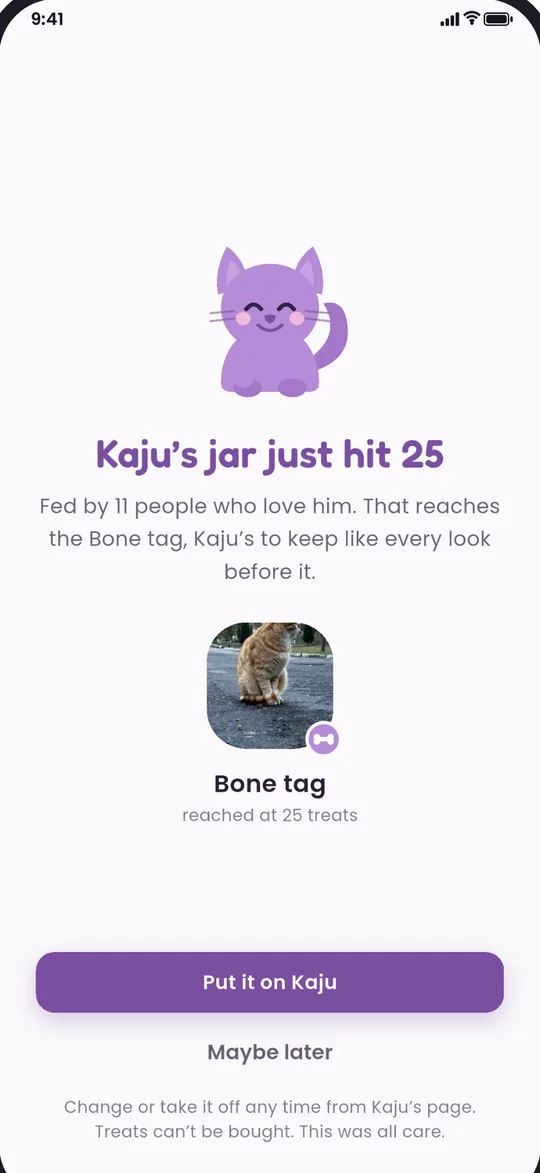 9:41
Kaju’s jar just hit 25
Fed by 11 people who love him. That reaches
the Bone tag, Kaju’s to keep like every look
before it.
Bone tag
reached at 25 treats
Put it on Kaju
Maybe later
Change or take it off any time from Kaju’s page.
Treats can’t be bought. This was all care.